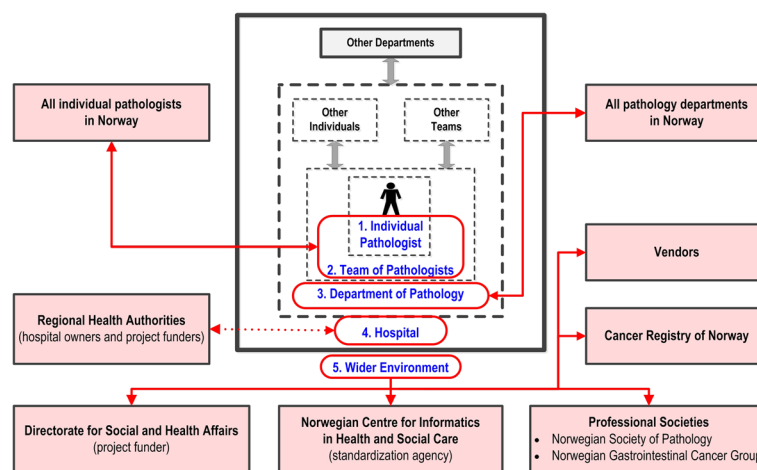 Other Departments
All individual pathologists
in Norway
Other
Individuals
Other
Teams
All pathology departments
in Norway
1. Individual
Pathologist
2. Team of Pathologists
3. Department of Pathology
4. Hospital
5. Wider Environment
Vendors
Regional Health Authorities
(hospital owners and project funders)
Cancer Registry of Norway
Directorate for Social and Health Affairs
(project funder)
Norwegian Centre for Informatics
in Health and Social Care
(standardization agency)
Professional Societies
• Norwegian Society of Pathology
• Norwegian Gastrointestinal Cancer Group